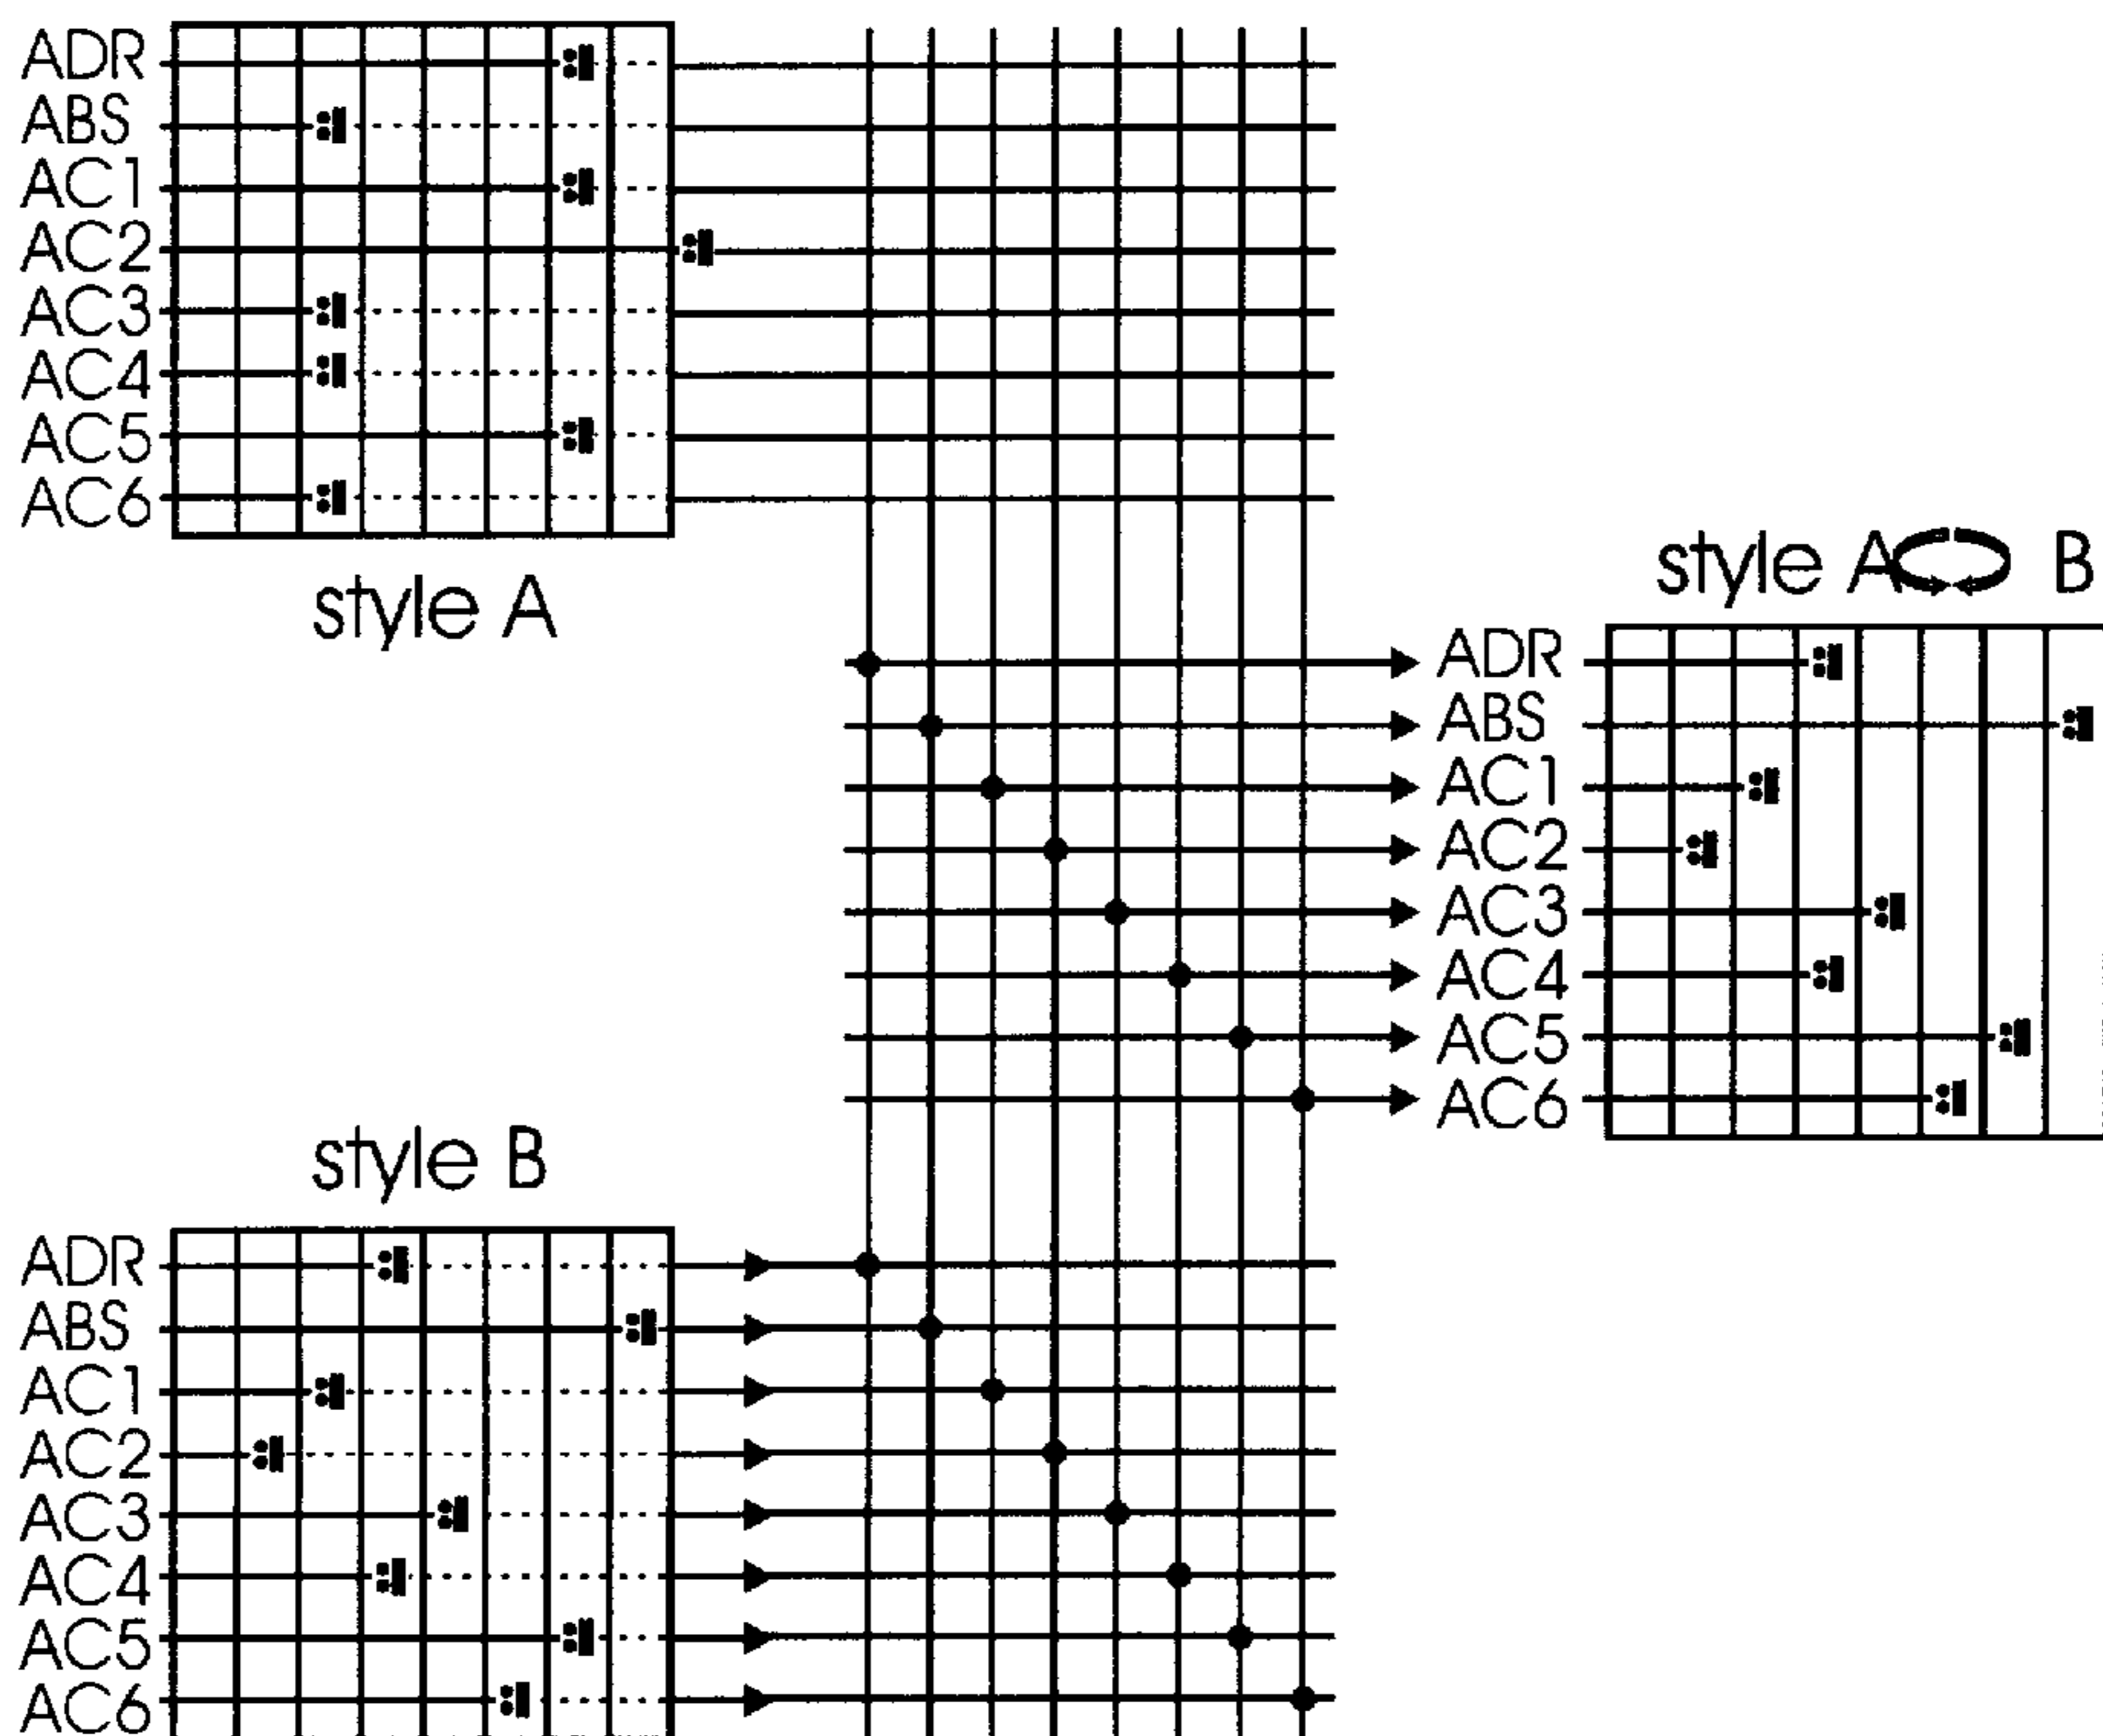 ADR
ABS
AC1
AC2
AC3
AC4
AC5
AC6
style A
style A B
ADR
ABS
AC1
AC2
AC3
AC4
AC5
AC6
style B
ADR
ABS
AC1
AC2
AC3
AC4
AC5
AC6